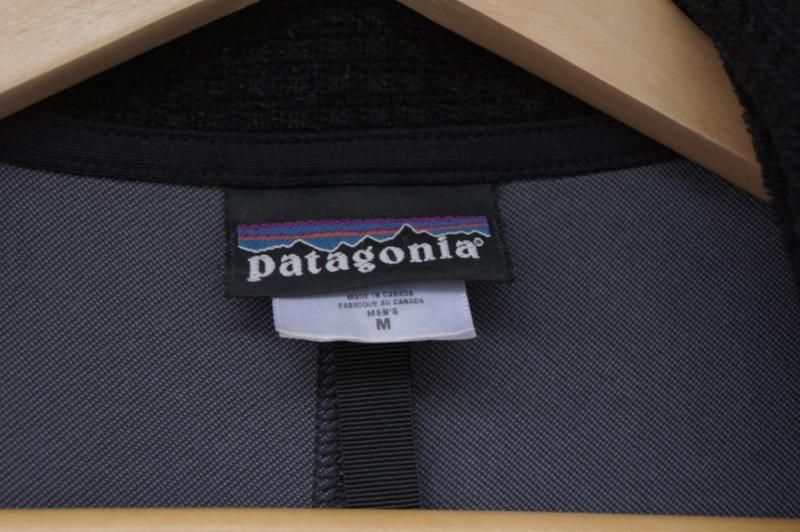 patagonia®
MADE IN CANADA
FABRIQUE AU CANADA
MEN'S
M